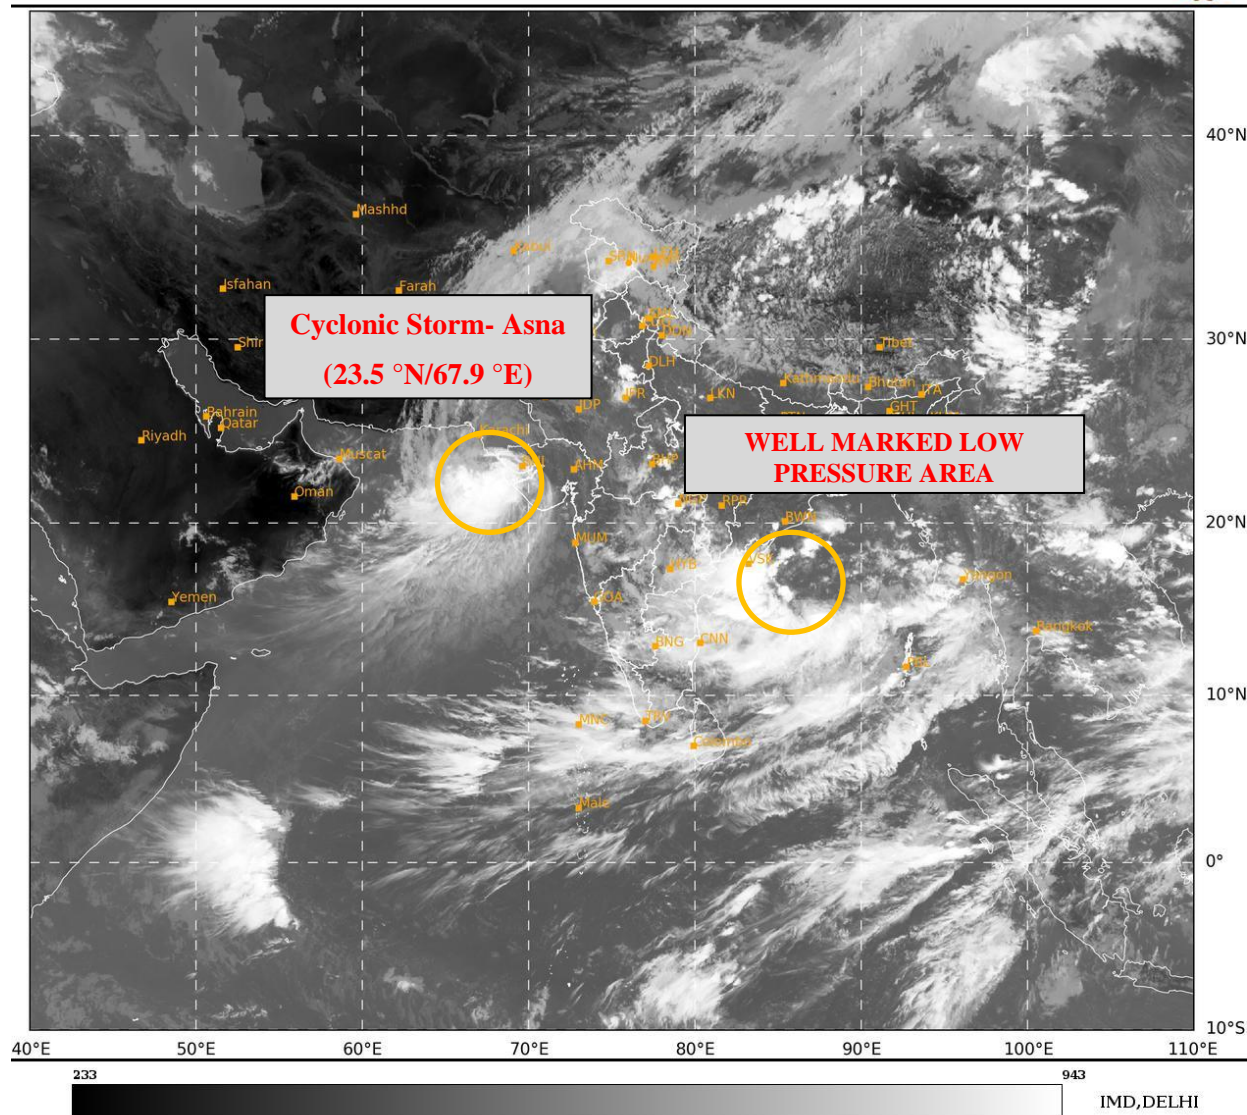 40°N
Mashhd
Kabul
Isfahan
Farah
Cyclonic Storm- Asna
(23.5 °N/67.9 °E)
30°N
Shir
Tibet
DLH
Kathmandu
Bhutan
ITA
JPR
LKN
JDP
GHT
Bahrain
Qatar
Karachi
Riyadh
Muscat
WELL MARKED LOW
PRESSURE AREA
AHM
Oman
RPR
BWN
20°N
MUM
VSK
HYB
Yangon
Yemen
GOA
Bangkok
BNG
CNN
PBL
10°N
MNC
TRV
Colombo
Male
0°
10°S
40°E 50°E 60°E 70°E 80°E 90°E 100°E 110°E
233 943
IMD,DELHI